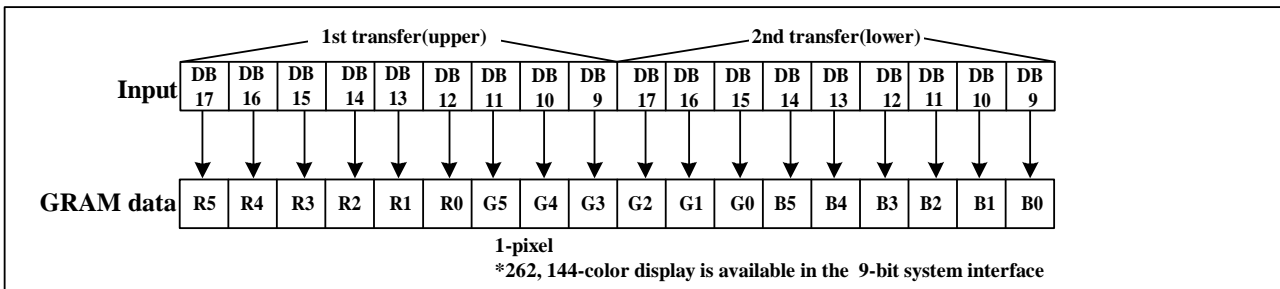 1st transfer(upper) 2nd transfer(lower)
Input DB 17 DB 16 DB 15 DB 14 DB 13 DB 12 DB 11 DB 10 DB 9 DB 17 DB 16 DB 15 DB 14 DB 13 DB 12 DB 11 DB 10 DB 9
GRAM data R5 R4 R3 R2 R1 R0 G5 G4 G3 G2 G1 G0 B5 B4 B3 B2 B1 B0
1-pixel
*262, 144-color display is available in the 9-bit system interface